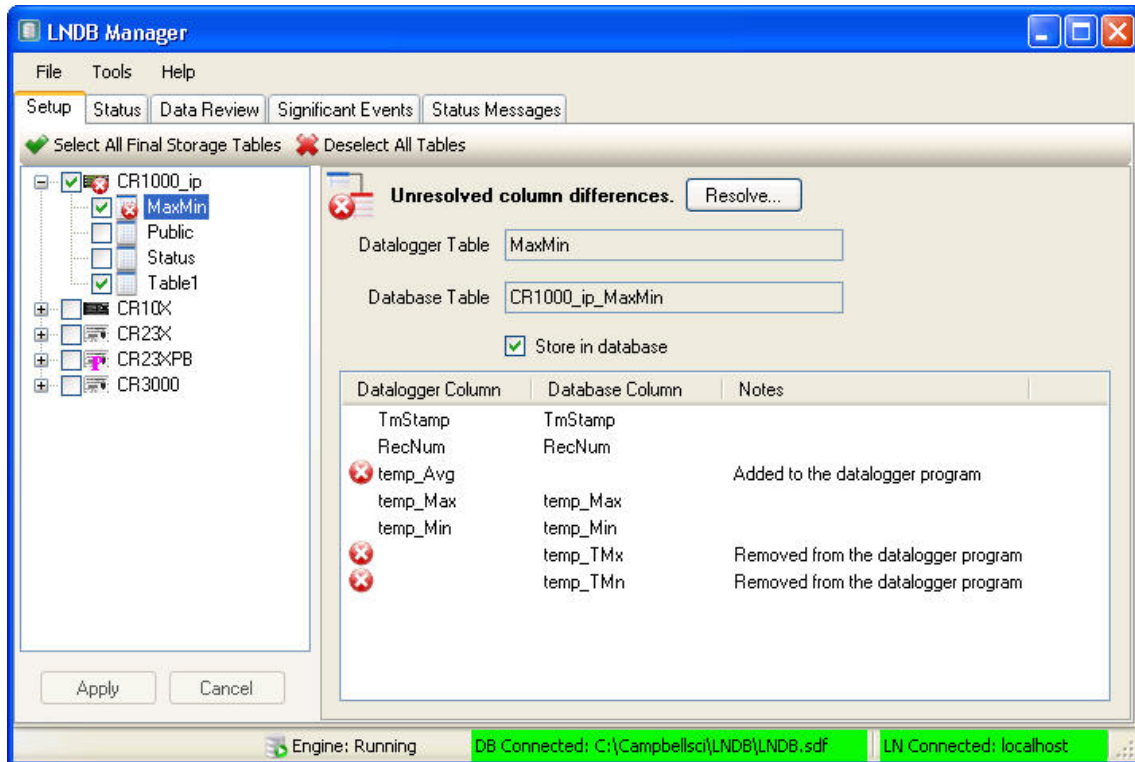 LNDB Manager
File Tools Help
Setup Status Data Review Significant Events Status Messages
Select All Final Storage Tables Deselect All Tables
CR1000_ip
MaxMin
Public
Status
Table1
CR10X
CR23X
CR23XPB
CR3000
Apply Cancel
Unresolved column differences. Resolve...
Datalogger Table MaxMin
Database Table CR1000_ip_MaxMin
Store in database
Datalogger Column Database Column Notes
TmStamp TmStamp
RecNum RecNum
temp_Avg Added to the datalogger program
temp_Max temp_Max
temp_Min temp_Min
temp_TMx Removed from the datalogger program
temp_TMn Removed from the datalogger program
Engine: Running DB Connected: C:\Campbellsci\LNDB\LNDB.sdf LN Connected: localhost